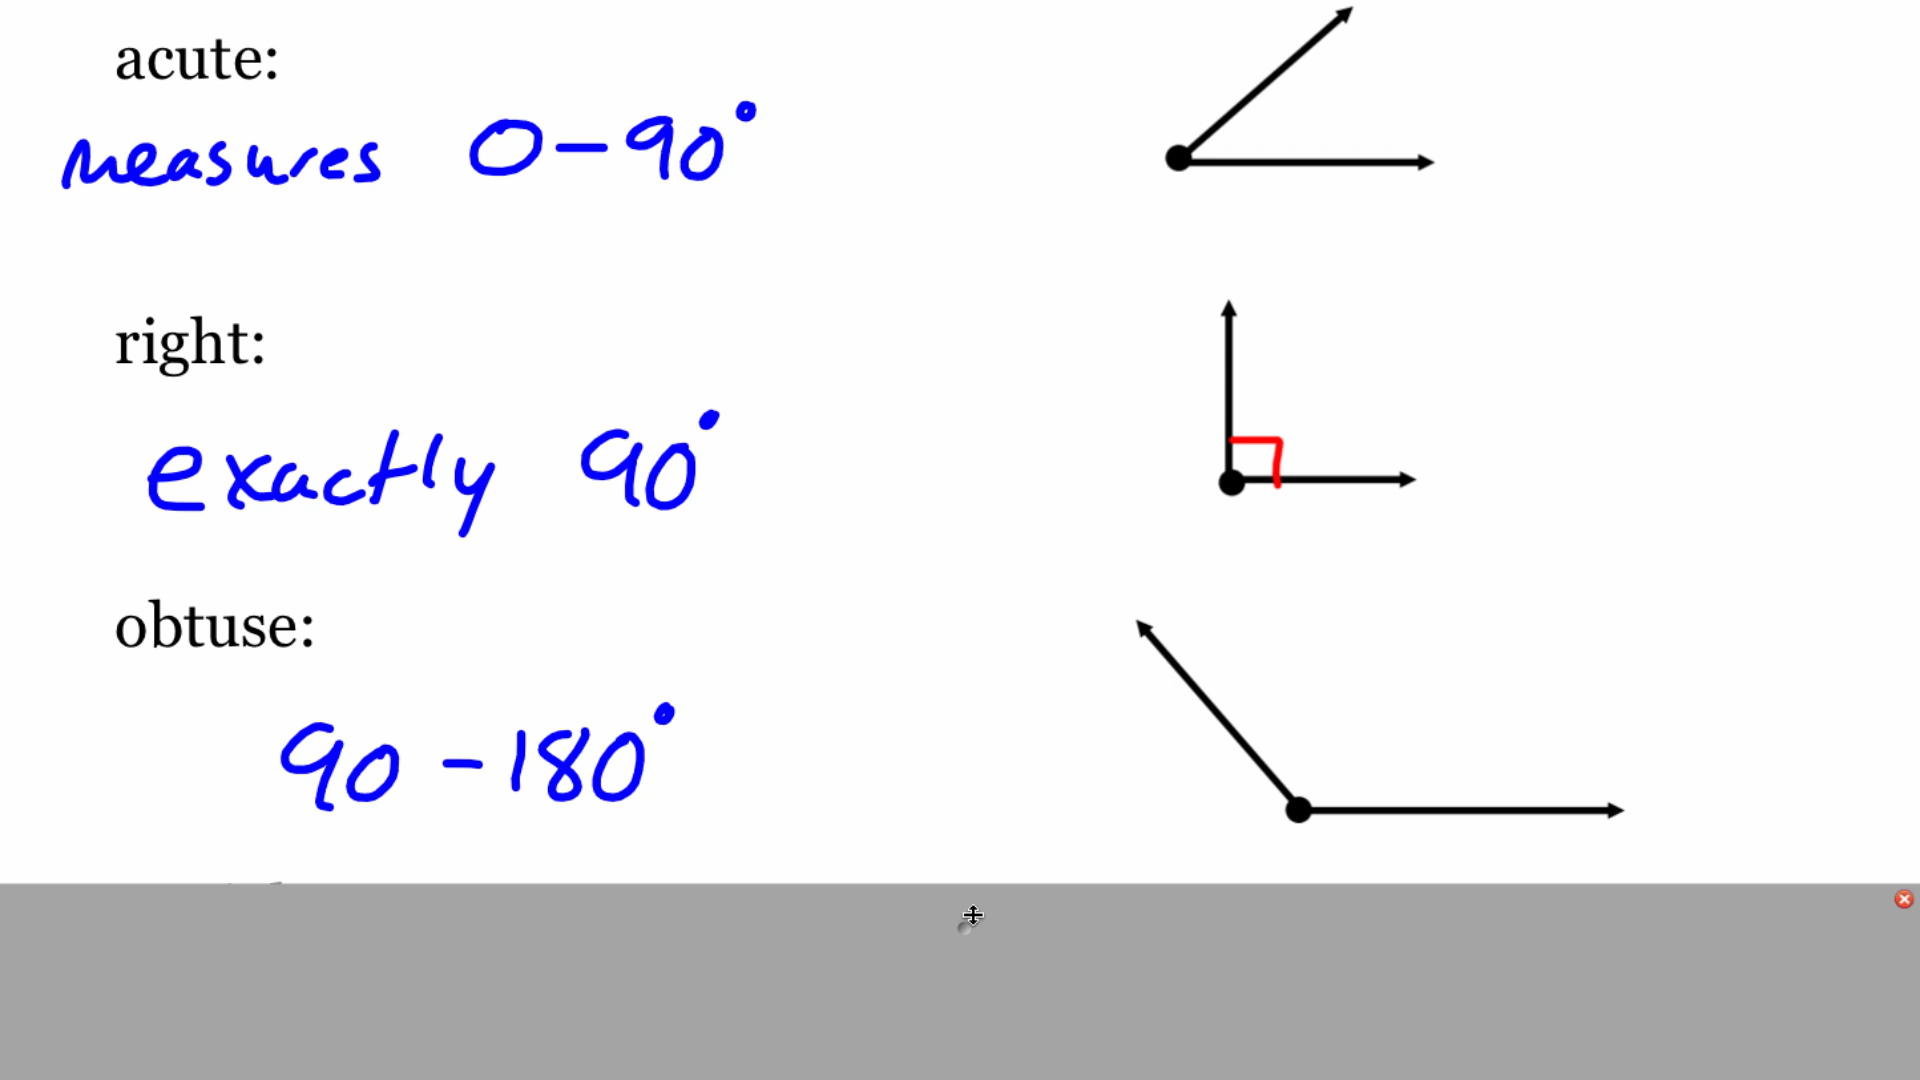 acute:
measures 0-90°
right:
exactly 90°
obtuse:
90-180°